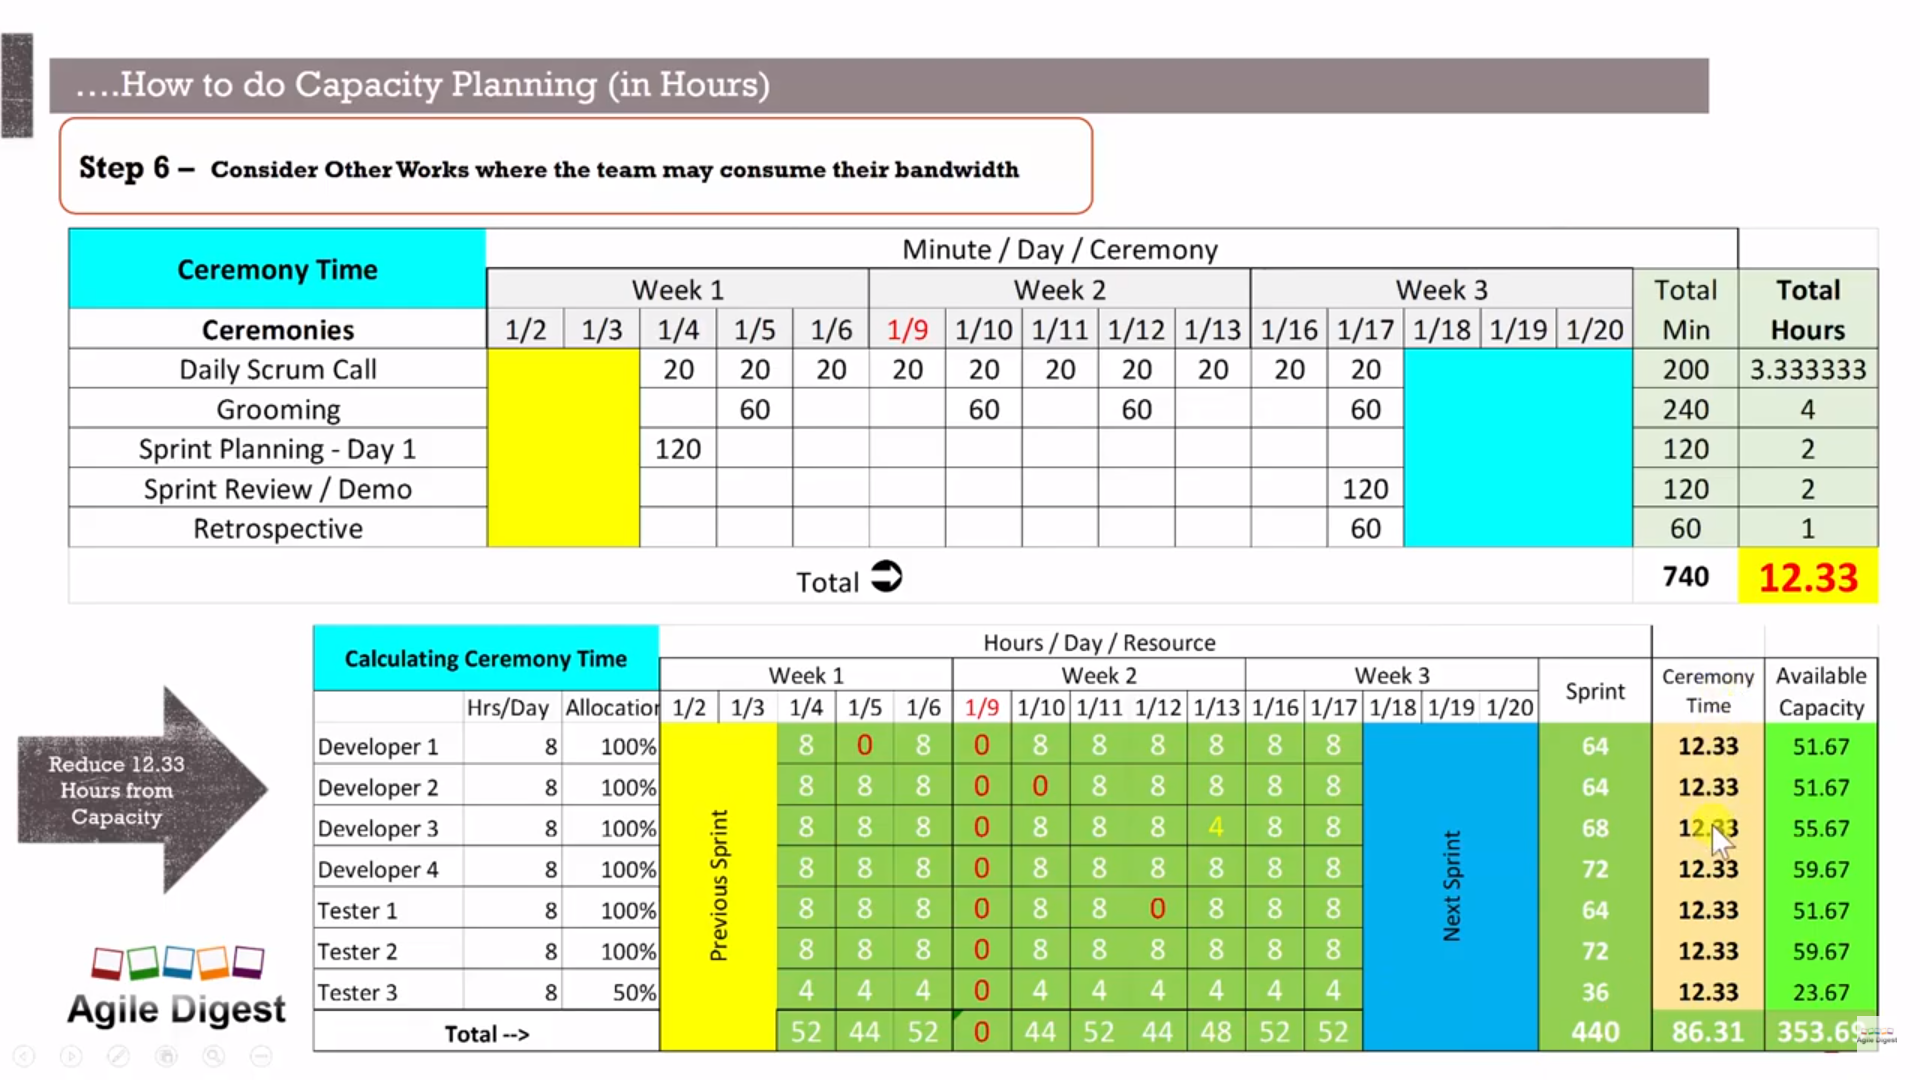 ....How to do Capacity Planning (in Hours)
Step 6 – Consider Other Works where the team may consume their bandwidth
Ceremony Time Minute / Day / Ceremony
Week 1 Week 2 Week 3 Total Min Total Hours
Ceremonies 1/2 1/3 1/4 1/5 1/6 1/9 1/10 1/11 1/12 1/13 1/16 1/17 1/18 1/19 1/20
Daily Scrum Call 20 20 20 20 20 20 20 20 20 20 200 3.333333
Grooming 60 60 60 60 240 4
Sprint Planning - Day 1 120 120 2
Sprint Review / Demo 120 120 2
Retrospective 60 60 1
Total 740 12.33
Reduce 12.33
Hours from
Capacity
Calculating Ceremony Time Hours / Day / Resource
Week 1 Week 2 Week 3 Sprint Ceremony Time Available Capacity
Hrs/Day Allocation 1/2 1/3 1/4 1/5 1/6 1/9 1/10 1/11 1/12 1/13 1/16 1/17 1/18 1/19 1/20
Previous Sprint
Next Sprint
Developer 1 8 100% 8 0 8 0 8 8 8 8 8 8 64 12.33 51.67
Developer 2 8 100% 8 8 8 0 0 8 8 8 8 8 64 12.33 51.67
Developer 3 8 100% 8 8 8 0 8 8 8 4 8 8 68 12.33 55.67
Developer 4 8 100% 8 8 8 0 8 8 8 8 8 8 72 12.33 59.67
Tester 1 8 100% 8 8 8 0 8 8 0 8 8 8 64 12.33 51.67
Tester 2 8 100% 8 8 8 0 8 8 8 8 8 8 72 12.33 59.67
Tester 3 8 50% 4 4 4 0 4 4 4 4 4 4 36 12.33 23.67
Total --> 52 44 52 0 44 52 44 48 52 52 440 86.31 353.69
Agile Digest
Agile Digest